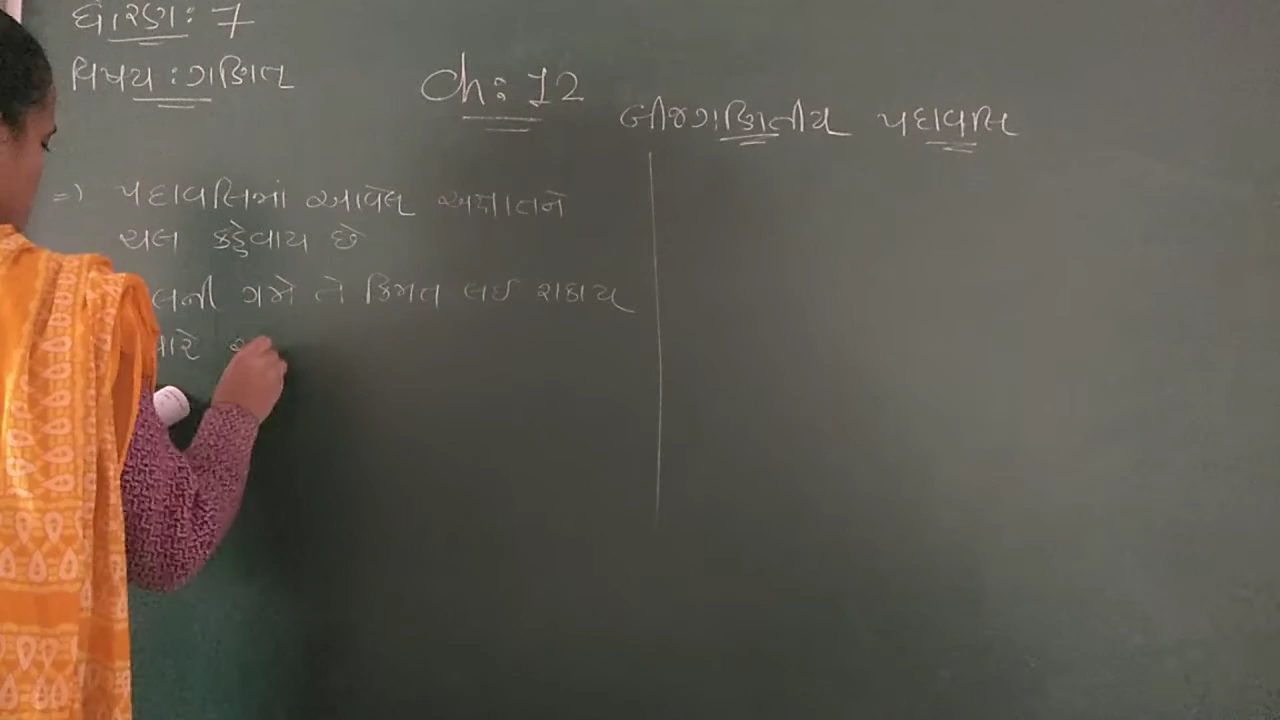 ધોરણ: 7
વિષય : ગણિત
Ch: 12
બીજગણિતીય પદાવલિ
=) પદાવલિમાં આવેલ અજ્ઞાતને
ચલ કહેવાય છે
લની ગમે તે કિંમત લઈ શકાય